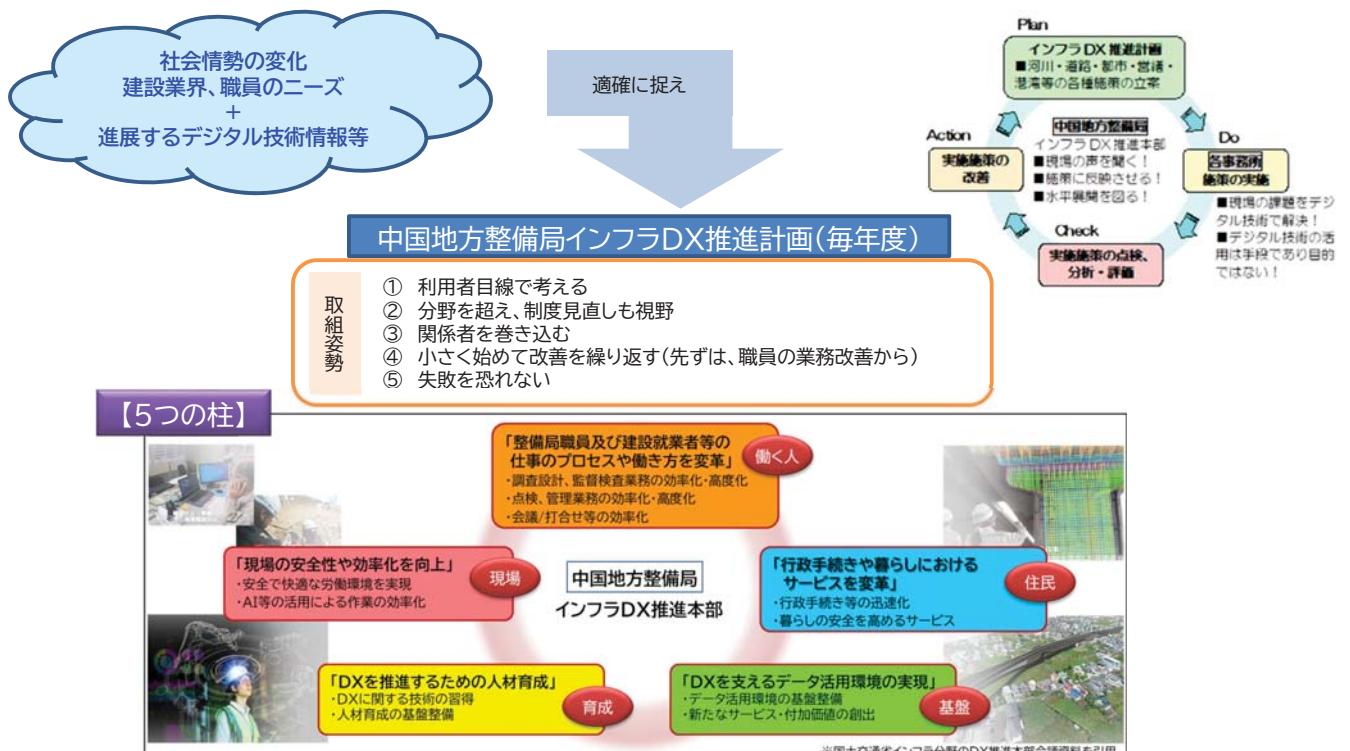 社会情勢の変化
建設業界、職員のニーズ
+
進展するデジタル技術情報等
適確に捉え
Plan
インフラDX推進計画
■河川・道路・都市・営繕・
港湾等の各種施策の立案
Action
実施施策の
改善
中国地方整備局
インフラDX推進本部
■現場の声を聞く！
■施策に反映させる！
■水平展開を図る！
Do
各事務所
施策の実施
■現場の課題をデジ
タル技術で解決！
■デジタル技術の活
用は手段であり目的
ではない！
Check
実施施策の点検、
分析・評価
中国地方整備局インフラDX推進計画(毎年度)
取組姿勢
① 利用者目線で考える
② 分野を超え、制度見直しも視野
③ 関係者を巻き込む
④ 小さく始めて改善を繰り返す(先ずは、職員の業務改善から)
⑤ 失敗を恐れない
【5つの柱】
「整備局職員及び建設就業者等の
仕事のプロセスや働き方を変革」
・調査設計、監督検査業務の効率化・高度化
・点検、管理業務の効率化・高度化
・会議/打合せ等の効率化
働く人
「現場の安全性や効率化を向上」
・安全で快適な労働環境を実現
・AI等の活用による作業の効率化
現場
中国地方整備局
インフラDX推進本部
「行政手続きや暮らしにおける
サービスを変革」
・行政手続き等の迅速化
・暮らしの安全を高めるサービス
住民
「DXを推進するための人材育成」
・DXに関する技術の習得
・人材育成の基盤整備
育成
「DXを支えるデータ活用環境の実現」
・データ活用環境の基盤整備
・新たなサービス・付加価値の創出
基盤
※国土交通省インフラ分野のDX推進本部会議資料を引用